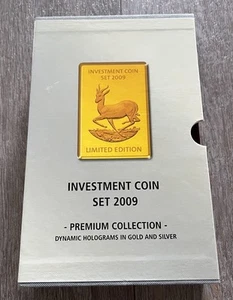 INVESTMENT COIN
SET 2009
LIMITED EDITION
INVESTMENT COIN
SET 2009
- PREMIUM COLLECTION -
DYNAMIC HOLOGRAMS IN GOLD AND SILVER